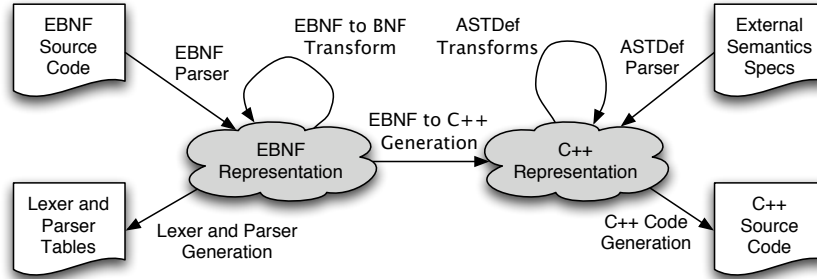 EBNF
Source
Code
EBNF
Parser
EBNF to BNF
Transform
ASTDef
Transforms
ASTDef
Parser
External
Semantics
Specs
EBNF
Representation
EBNF to C++
Generation
C++
Representation
Lexer and
Parser
Tables
Lexer and Parser
Generation
C++ Code
Generation
C++
Source
Code